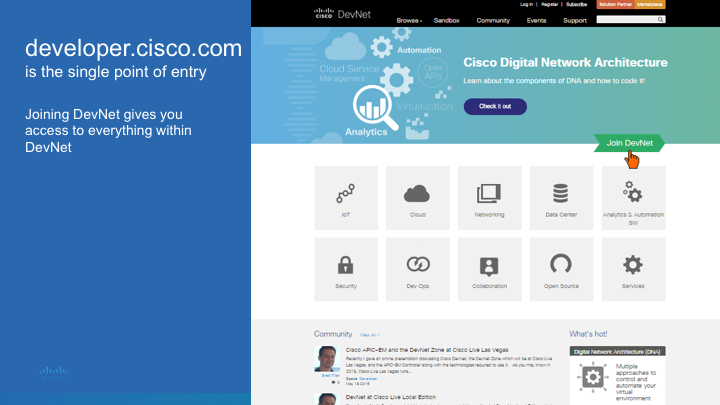 developer.cisco.com
is the single point of entry
Joining DevNet gives you
access to everything within
DevNet
Log In | Register | Subscribe
Solution Partner Marketplace
CISCO DevNet
Browse Sandbox Community Events Support
Automation
Cloud Service
Management
Open
APIs
Virtualization
Analytics
Cisco Digital Network Architecture
Learn about the components of DNA and how to code it!
Check it out
Join DevNet
IoT
Cloud
Networking
Data Center
Analytics & Automation
SW
Security
Dev Ops
Collaboration
Open Source
Services
Community View All >
Cisco APIC-EM and the DevNet Zone at Cisco Live Las Vegas
Recently I gave an online presentation discussing Cisco DevNet, the DevNet Zone which will be at Cisco Live
Las Vegas, and the APIC-EM Controller along with the technologies required to use it. As you may know in
2016, Cisco Live Las Vegas runs...
Source: Developer
May 18 2016
DevNet at Cisco Live Local Edition
What's hot!
Digital Network Architecture (DNA)
Multiple
approaches to
control and
automate your
virtual
environment
CISCO